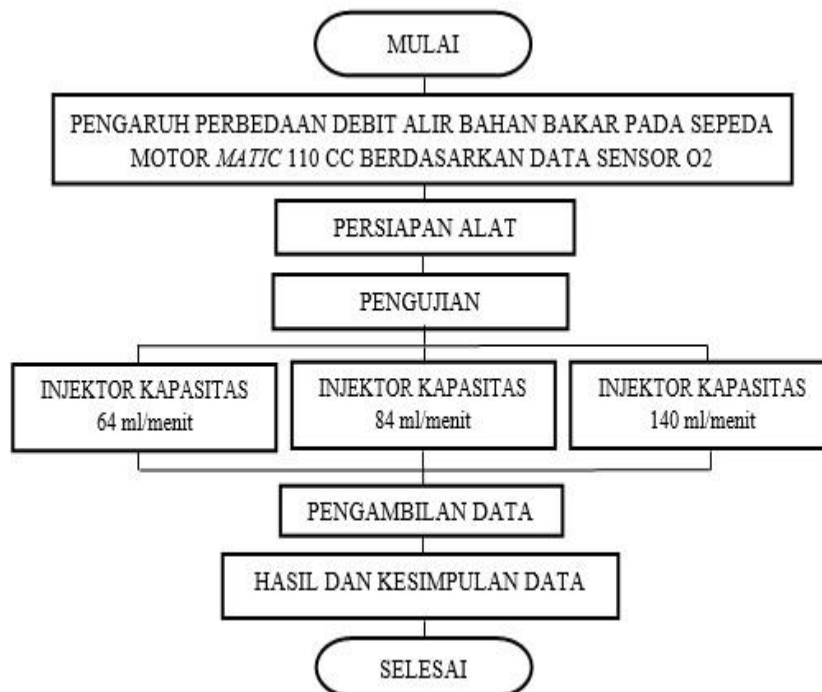 MULAI
PENGARUH PERBEDAAN DEBIT ALIR BAHAN BAKAR PADA SEPEDA
MOTOR MATIC 110 CC BERDASARKAN DATA SENSOR O2
PERSIAPAN ALAT
PENGUJIAN
INJEKTOR KAPASITAS
64 ml/menit
INJEKTOR KAPASITAS
84 ml/menit
INJEKTOR KAPASITAS
140 ml/menit
PENGAMBILAN DATA
HASIL DAN KESIMPULAN DATA
SELESAI